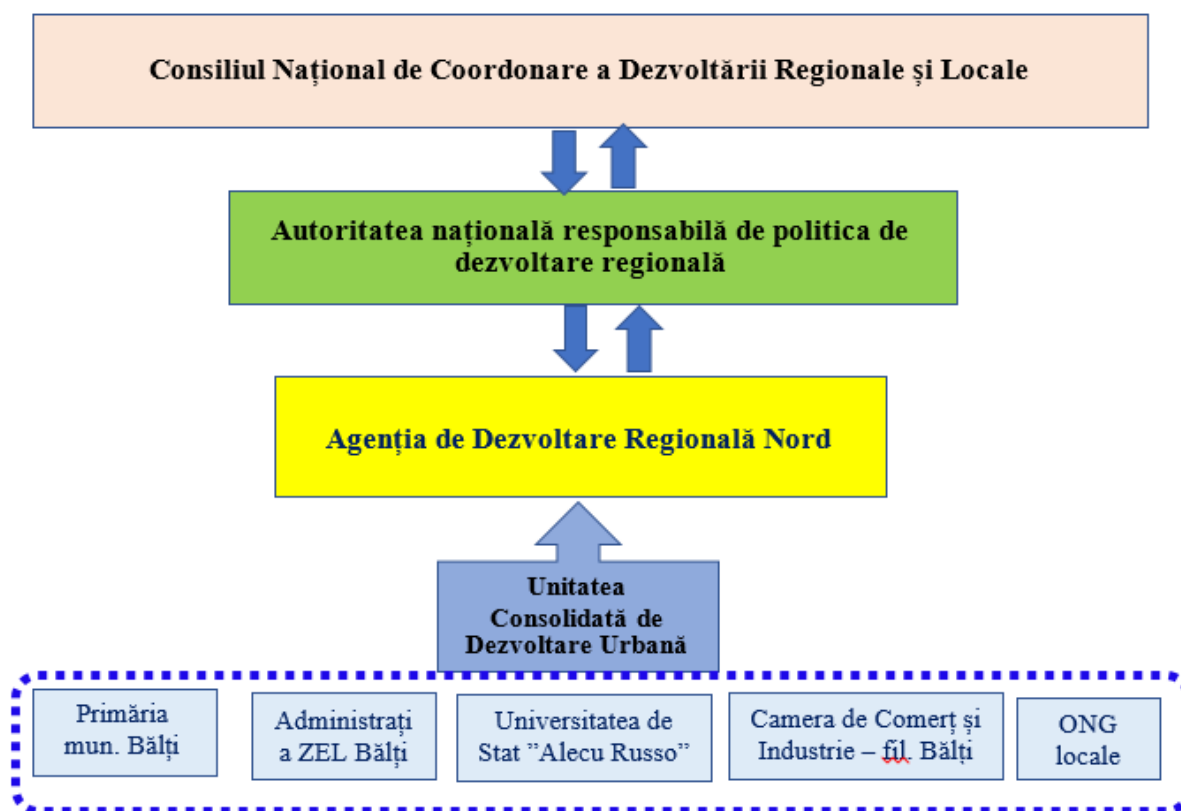 Consiliul Național de Coordonare a Dezvoltării Regionale și Locale
Autoritatea națională responsabilă de politica de
dezvoltare regională
Agenția de Dezvoltare Regională Nord
Unitatea
Consolidată de
Dezvoltare Urbană
Primăria
mun. Bălți
Administrați
a ZEL Bălți
Universitatea de
Stat ”Alecu Russo”
Camera de Comerț și
Industrie – fil. Bălți
ONG
locale